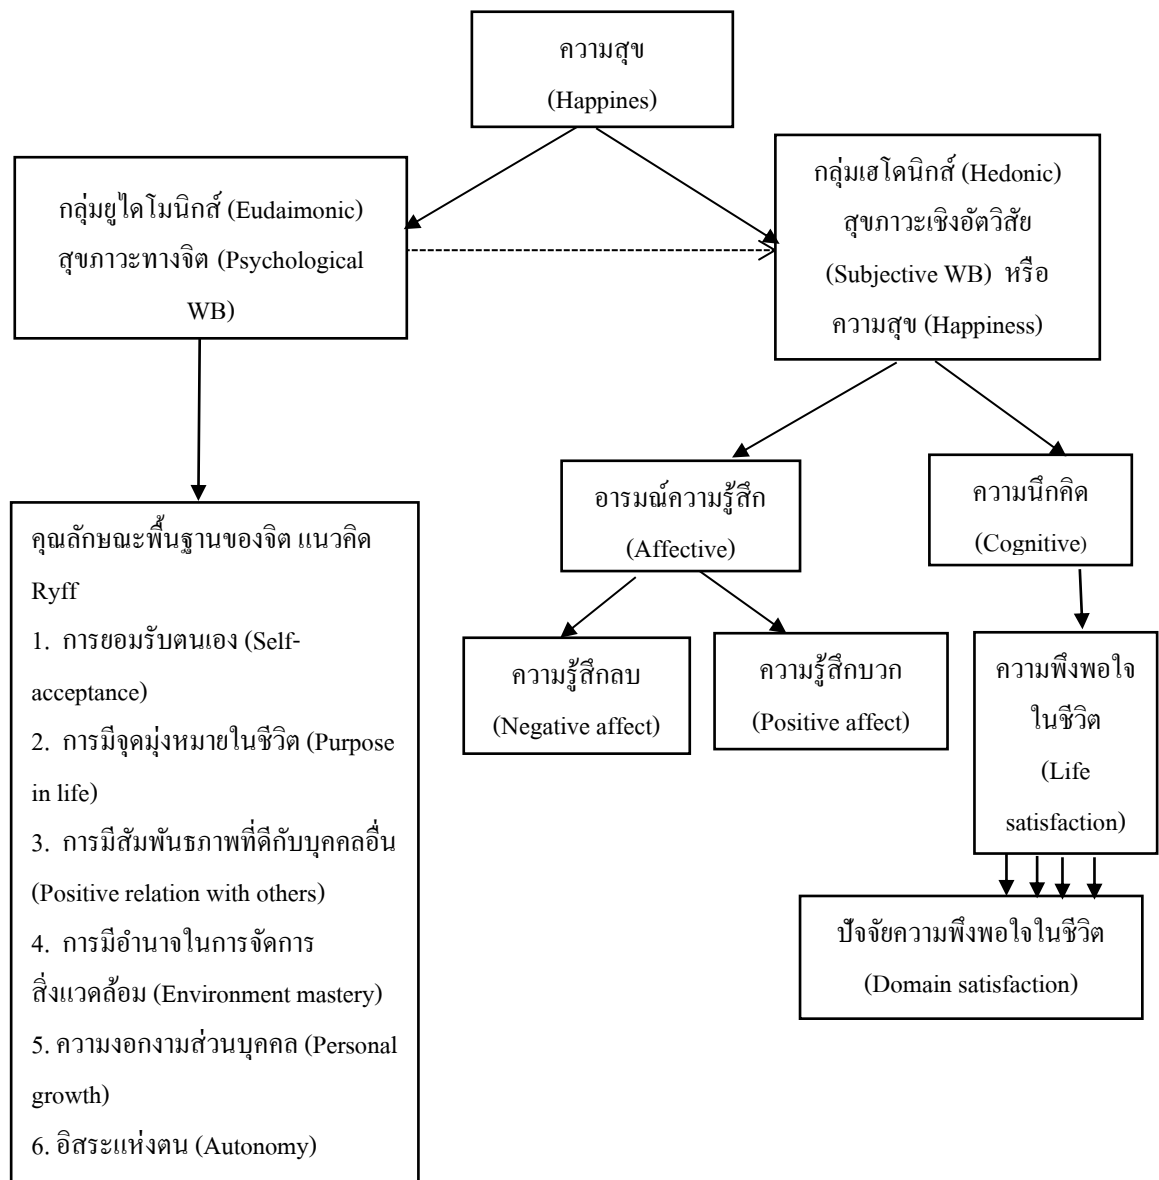 ความสุข
(Happines)
กลุ่มยูไดโมนิกส์ (Eudaimonic)
สุขภาวะทางจิต (Psychological
WB)
กลุ่มเฮโดนิกส์ (Hedonic)
สุขภาวะเชิงอัตวิสัย
(Subjective WB) หรือ
ความสุข (Happiness)
อารมณ์ความรู้สึก
(Affective)
ความนึกคิด
(Cognitive)
คุณลักษณะพื้นฐานของจิต แนวคิด
Ryff
1. การยอมรับตนเอง (Self-
acceptance)
2. การมีจุดมุ่งหมายในชีวิต (Purpose
in life)
3. การมีสัมพันธภาพที่ดีกับบุคคลอื่น
(Positive relation with others)
4. การมีอำนาจในการจัดการ
สิ่งแวดล้อม (Environment mastery)
5. ความงอกงามส่วนบุคคล (Personal
growth)
6. อิสระแห่งตน (Autonomy)
ความรู้สึกลบ
(Negative affect)
ความรู้สึกบวก
(Positive affect)
ความพึงพอใจ
ในชีวิต
(Life
satisfaction)
ปัจจัยความพึงพอใจในชีวิต
(Domain satisfaction)